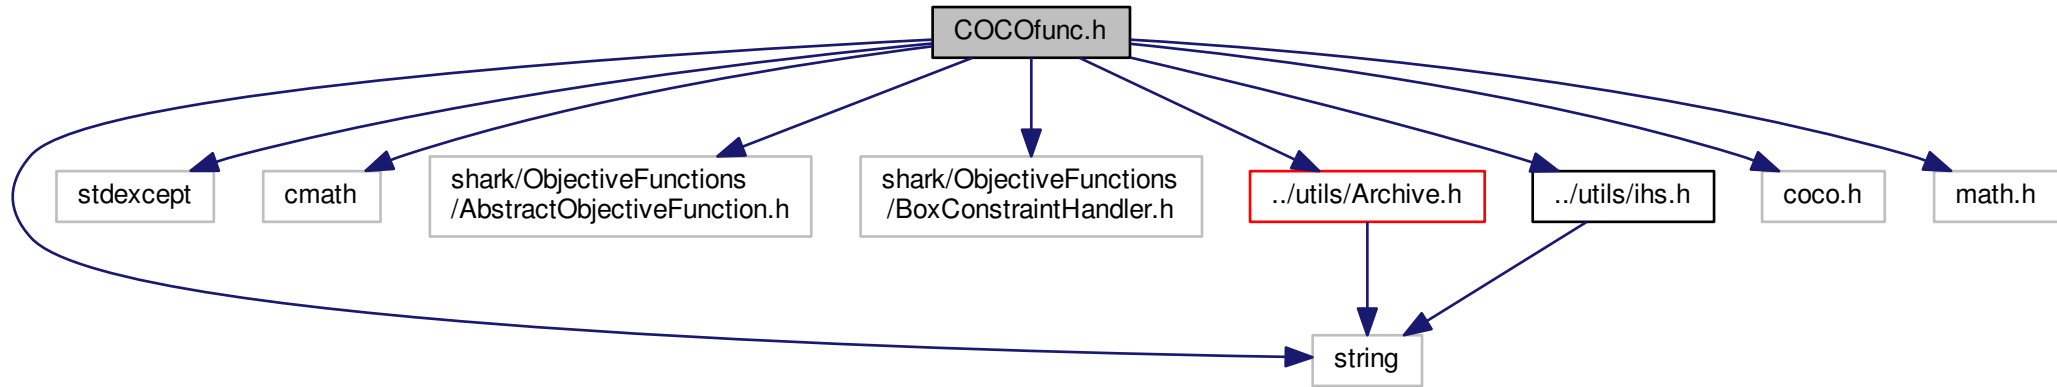 COCOfunc.h
stdexcept
cmath
shark/ObjectiveFunctions
/AbstractObjectiveFunction.h
shark/ObjectiveFunctions
/BoxConstraintHandler.h
../utils/Archive.h
../utils/ihs.h
coco.h
math.h
string